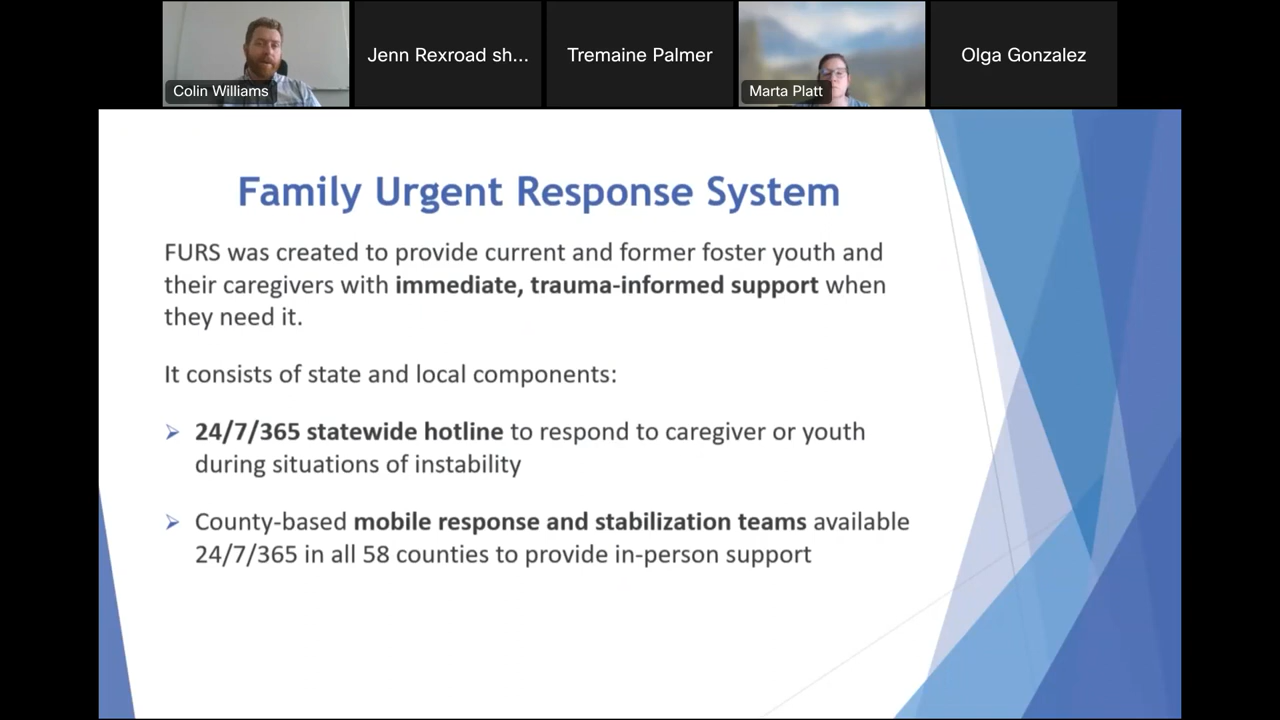 Colin Williams
Jenn Rexroad sh...
Tremaine Palmer
Marta Platt
Olga Gonzalez
Family Urgent Response System
FURS was created to provide current and former foster youth and
their caregivers with immediate, trauma-informed support when
they need it.
It consists of state and local components:
24/7/365 statewide hotline to respond to caregiver or youth
during situations of instability
County-based mobile response and stabilization teams available
24/7/365 in all 58 counties to provide in-person support